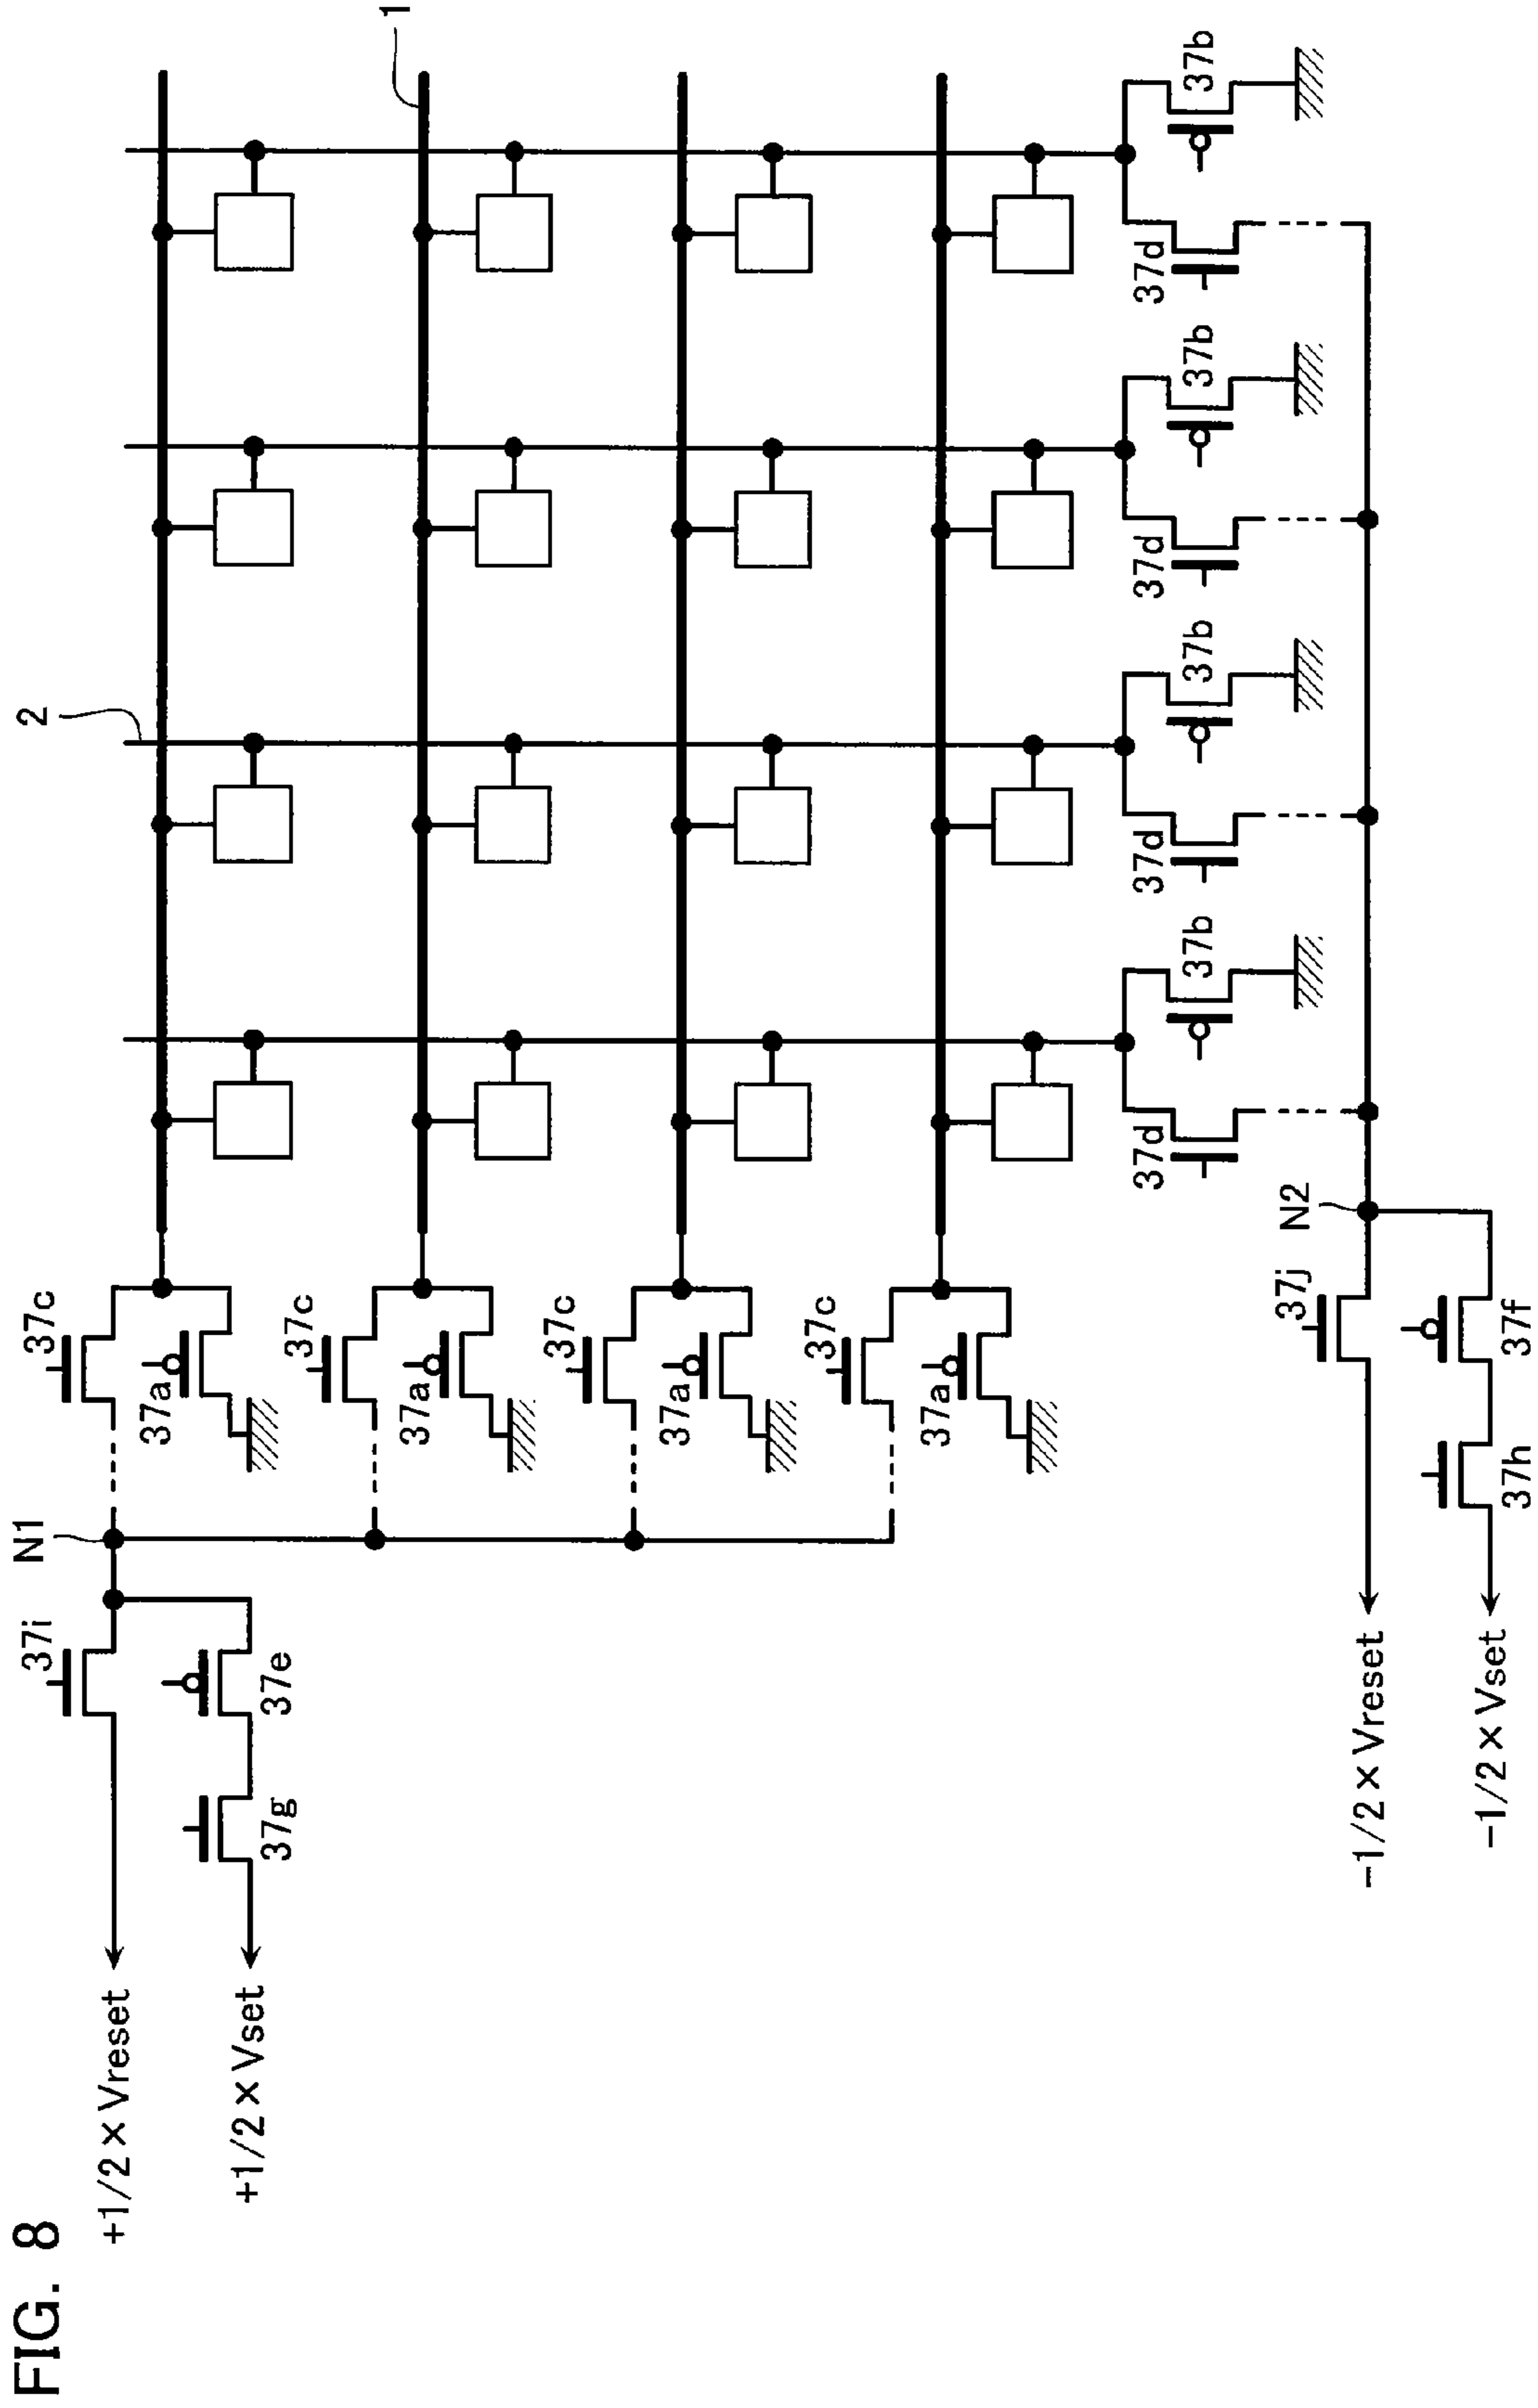 FIG. 8
37i
N1
37c
2
+1/2×Vreset
37a
+1/2×Vset
37g
37e
37c
1
37a
37c
37a
37c
37a
37d
37b
37d
37b
37d
37b
37d
37b
37j
N2
-1/2×Vreset
-1/2×Vset
37h
37f